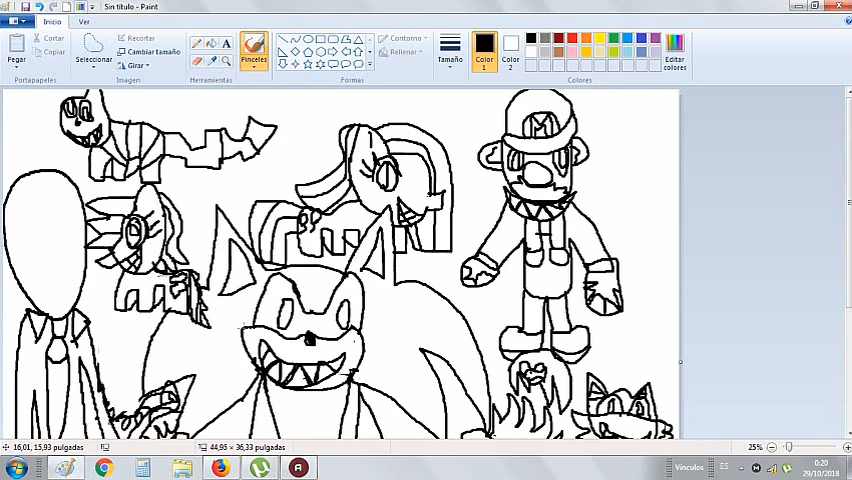 Sin título - Paint
Inicio Ver
Pegar
Cortar
Copiar
Portapapeles
Seleccionar
Recortar
Cambiar tamaño
Girar
Imagen
A
Herramientas
Pinceles
Contorno
Rellenar
Formas
Tamaño
Color 1
Color 2
Editar colores
Colores
M
16,01, 15,93 pulgadas
44,95 × 36,33 pulgadas
25%
Vínculos
ES
0:20
29/10/2018